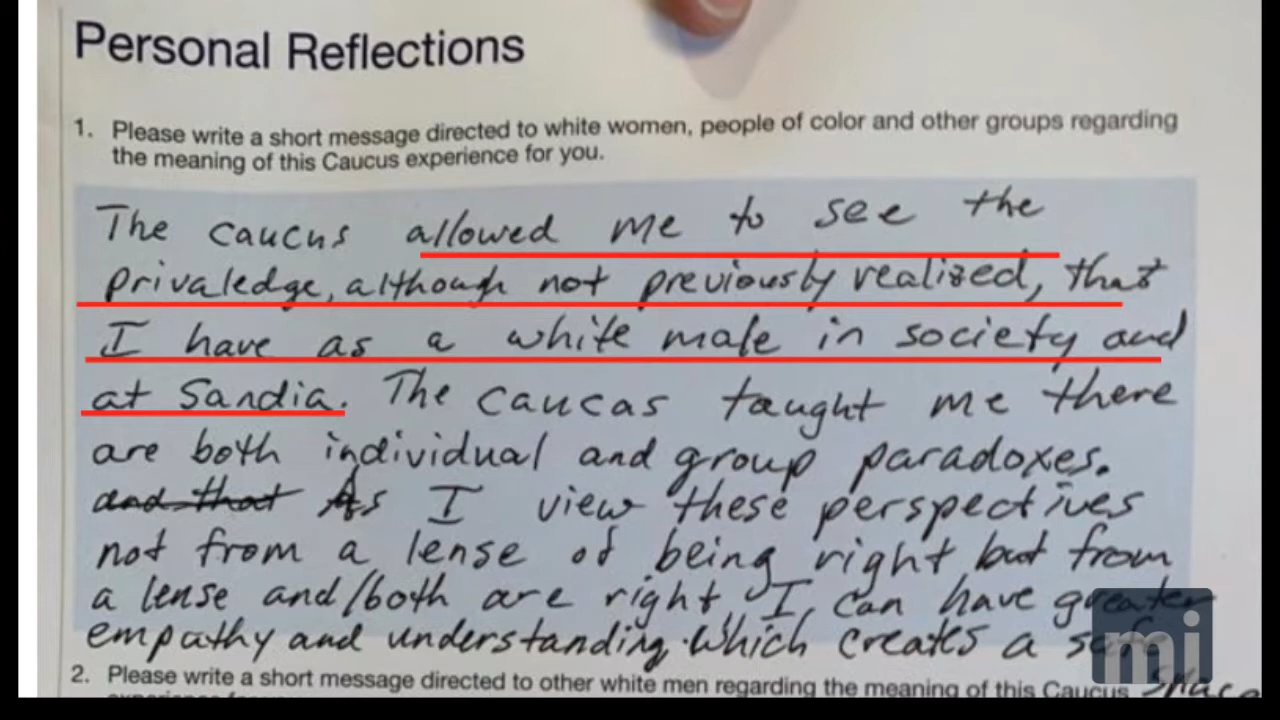 Personal Reflections
1. Please write a short message directed to white women, people of color and other groups regarding
the meaning of this Caucus experience for you.
The caucus allowed me to see the
privaledge, although not previously realized, that
I have as a white male in society and
at Sandia. The caucas taught me there
are both individual and group paradoxes.
and that As I view these perspectives
not from a lense of being right but from
a lense and/both are right, I, can have greater
empathy and understanding. Which creates a safe
2. Please write a short message directed to other white men regarding the meaning of this Caucus space
mi